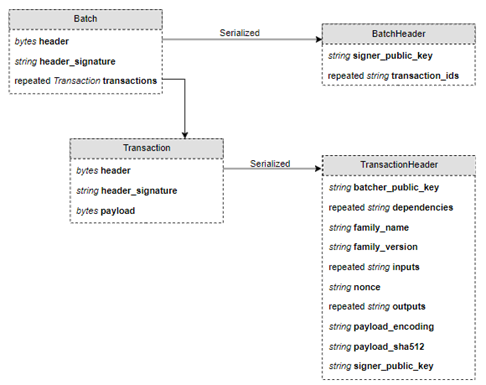 Batch
bytes header
string header_signature
repeated Transaction transactions
Serialized
BatchHeader
string signer_public_key
repeated string transaction_ids
Transaction
bytes header
string header_signature
bytes payload
Serialized
TransactionHeader
string batcher_public_key
repeated string dependencies
string family_name
string family_version
repeated string inputs
string nonce
repeated string outputs
string payload_encoding
string payload_sha512
string signer_public_key